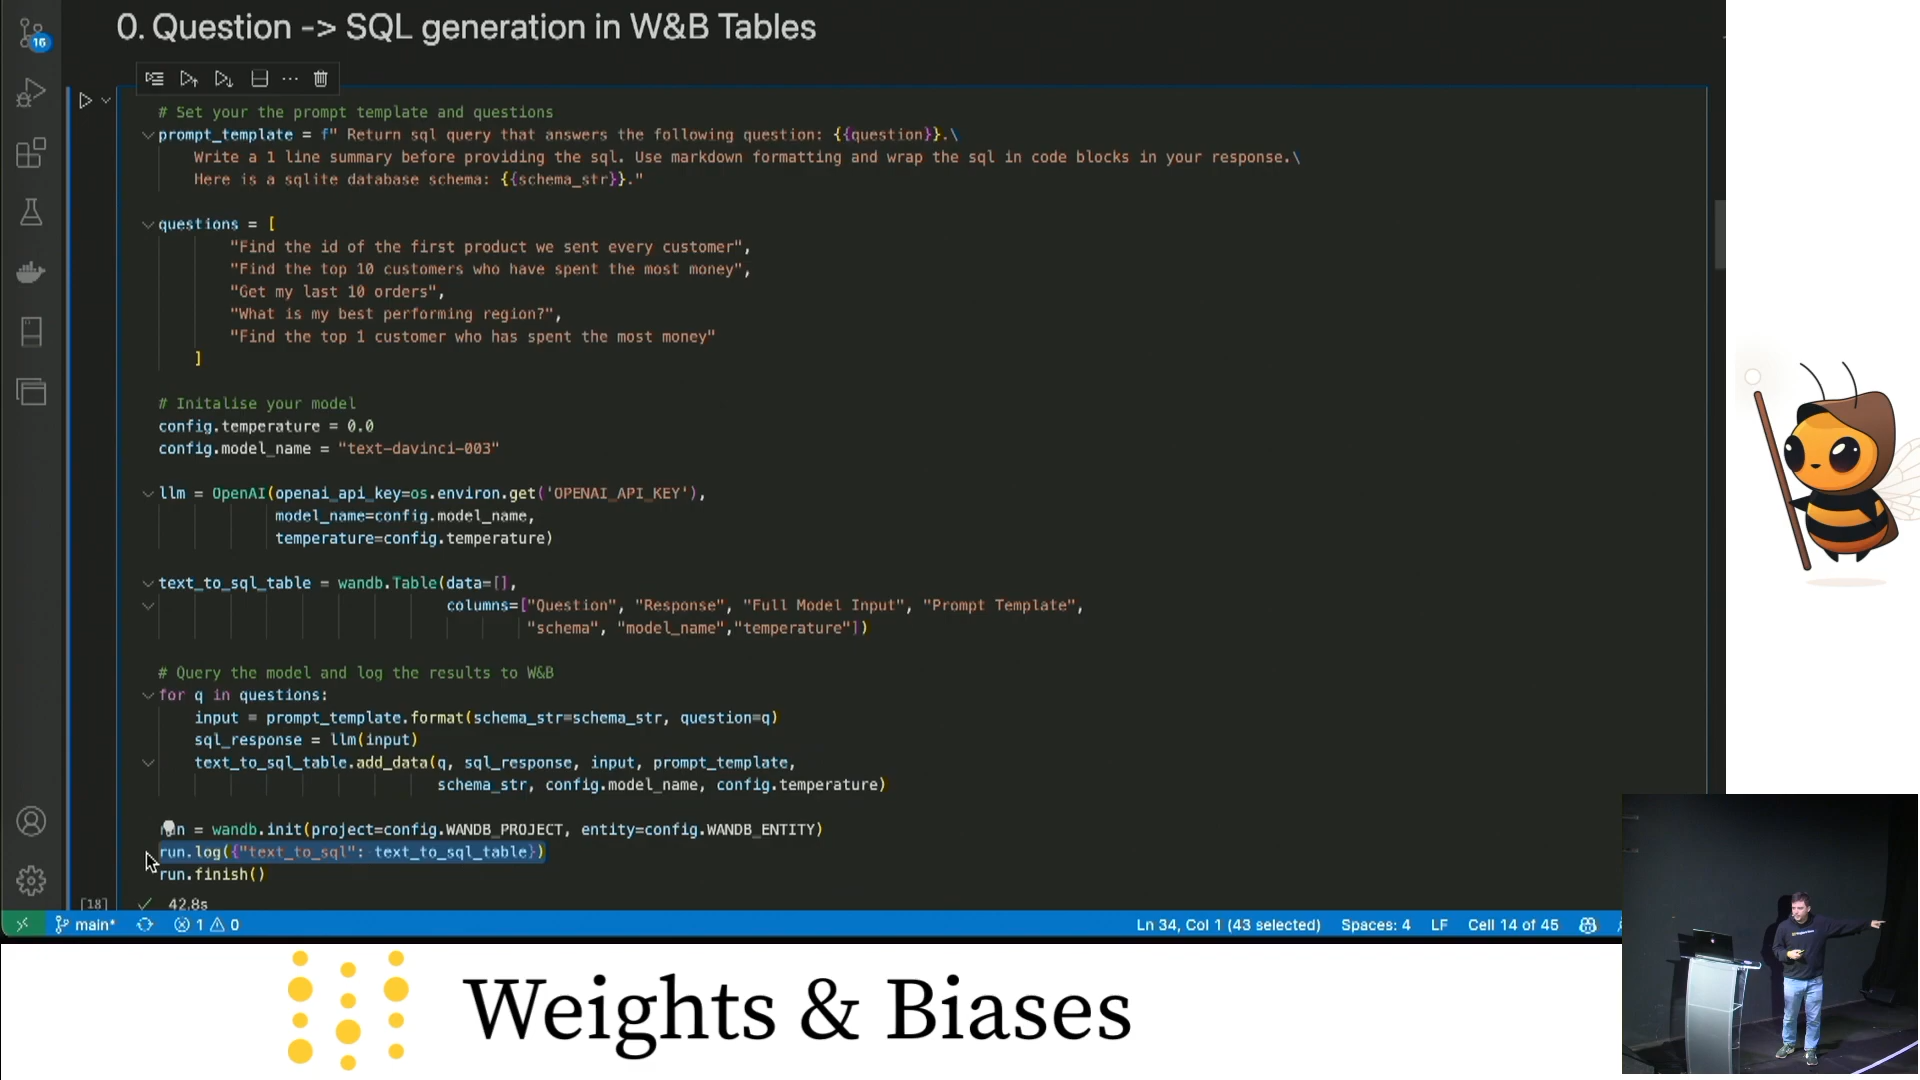 0. Question -> SQL generation in W&B Tables
16
# Set your the prompt template and questions
prompt_template = f" Return sql query that answers the following question: {{question}}.\
Write a 1 line summary before providing the sql. Use markdown formatting and wrap the sql in code blocks in your response.\
Here is a sqlite database schema: {{schema_str}}."
questions = [
"Find the id of the first product we sent every customer",
"Find the top 10 customers who have spent the most money",
"Get my last 10 orders",
"What is my best performing region?",
"Find the top 1 customer who has spent the most money"
]
# Initalise your model
config.temperature = 0.0
config.model_name = "text-davinci-003"
llm = OpenAI(openai_api_key=os.environ.get('OPENAI_API_KEY'),
model_name=config.model_name,
temperature=config.temperature)
text_to_sql_table = wandb.Table(data=[],
columns=["Question", "Response", "Full Model Input", "Prompt Template",
"schema", "model_name","temperature"])
# Query the model and log the results to W&B
for q in questions:
input = prompt_template.format(schema_str=schema_str, question=q)
sql_response = llm(input)
text_to_sql_table.add_data(q, sql_response, input, prompt_template,
schema_str, config.model_name, config.temperature)
run = wandb.init(project=config.WANDB_PROJECT, entity=config.WANDB_ENTITY)
run.log({"text_to_sql": text_to_sql_table})
run.finish()
[18] 42.8s
main* 1 0 Ln 34, Col 1 (43 selected) Spaces: 4 LF Cell 14 of 45
Weights & Biases